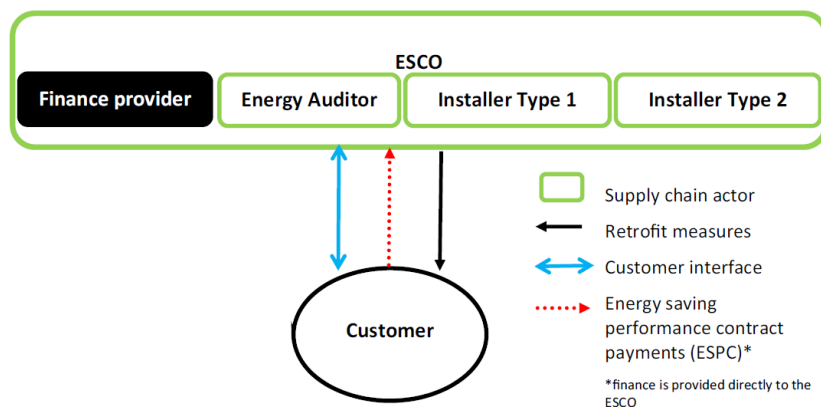 ESCO
Finance provider
Energy Auditor
Installer Type 1
Installer Type 2
Supply chain actor
Retrofit measures
Customer interface
Energy saving
performance contract
payments (ESPC)*
*finance is provided directly to the
ESCO
Customer